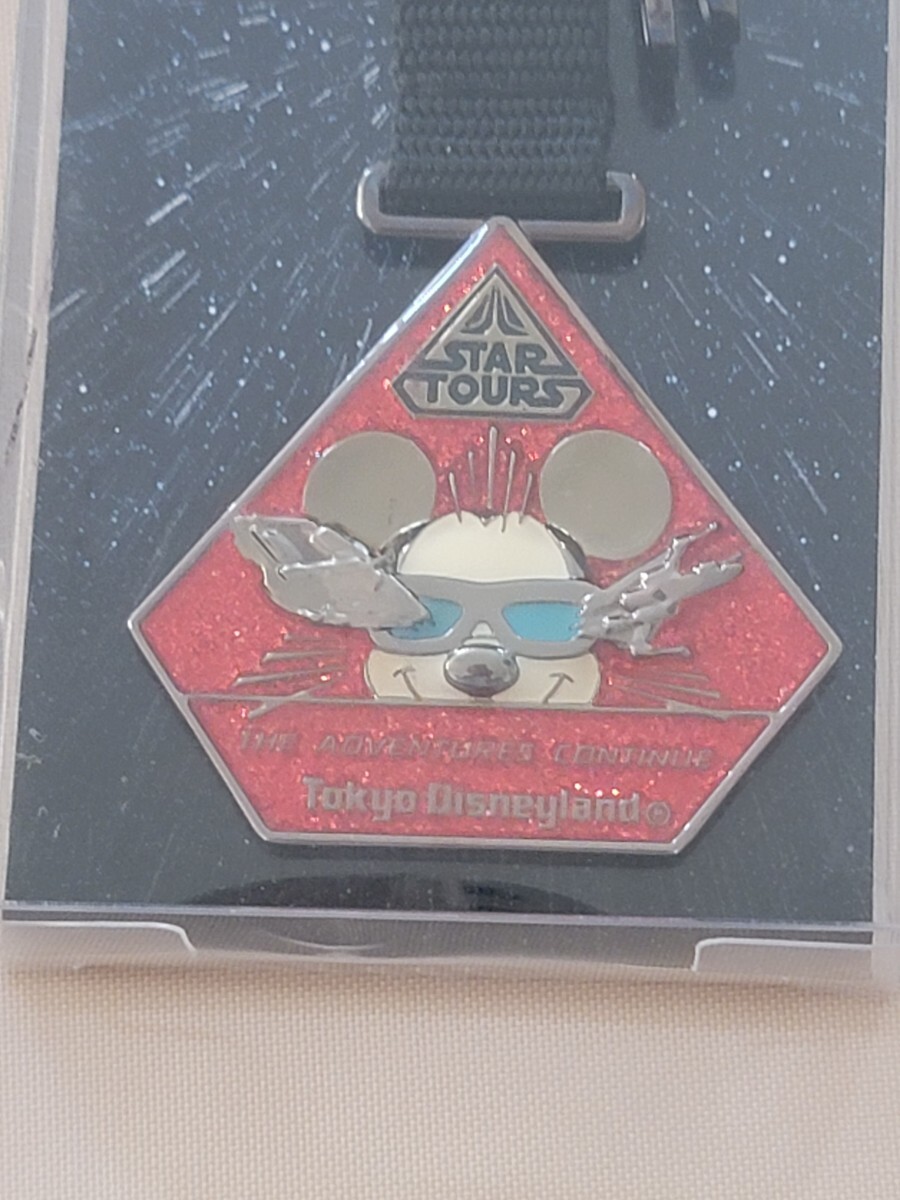 STAR
TOURS
THE ADVENTURES CONTINUE
Tokyo Disneyland©